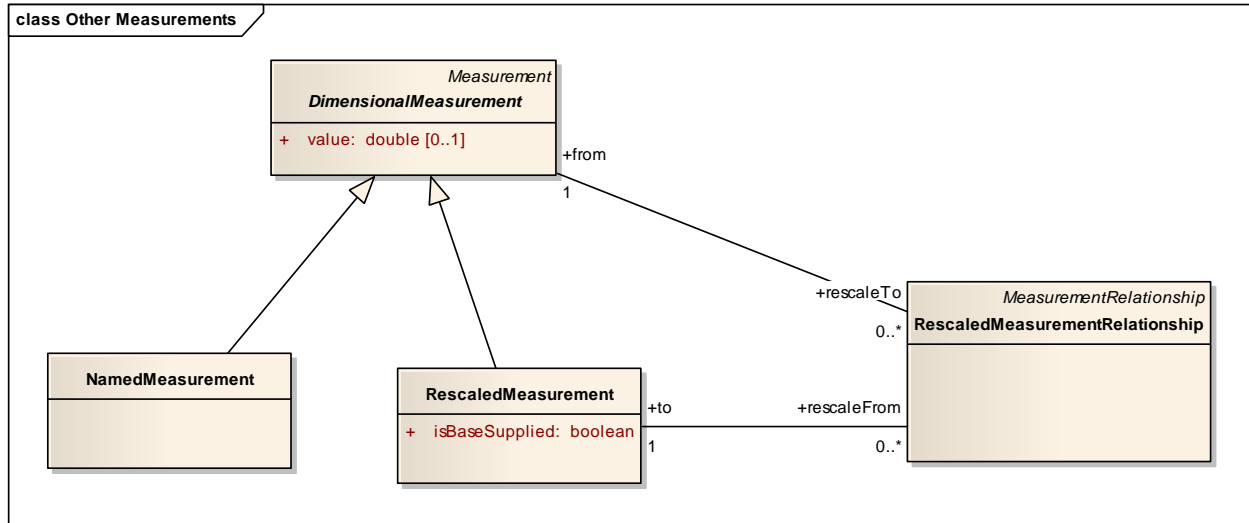 class Other Measurements
Measurement
DimensionalMeasurement
+ value: double [0..1]
+from
1
+rescaleTo
0..*
MeasurementRelationship
RescaledMeasurementRelationship
NamedMeasurement
RescaledMeasurement
+ isBaseSupplied: boolean
+to
1
+rescaleFrom
0..*